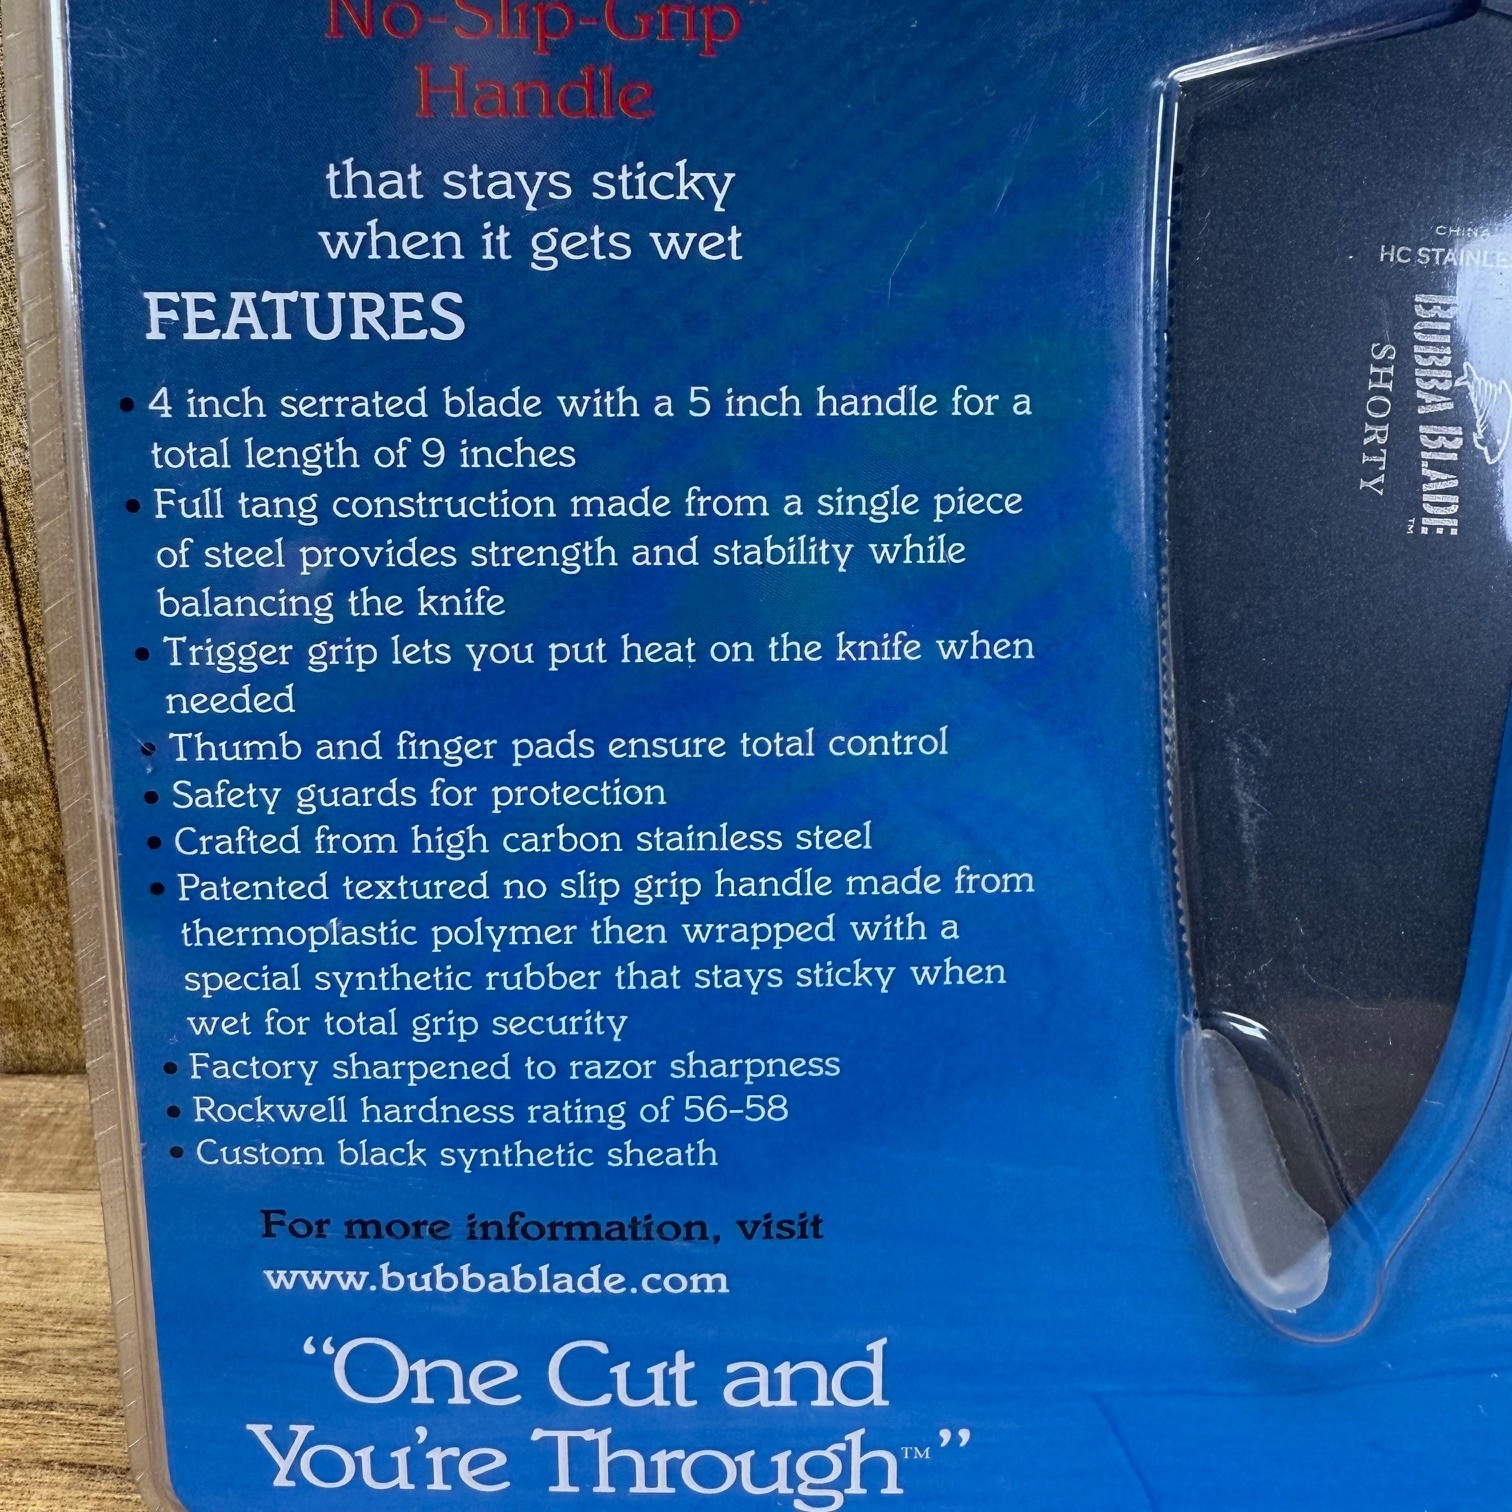 No-Slip-Grip™
Handle
that stays sticky
when it gets wet
FEATURES
• 4 inch serrated blade with a 5 inch handle for a
total length of 9 inches
• Full tang construction made from a single piece
of steel provides strength and stability while
balancing the knife
• Trigger grip lets you put heat on the knife when
needed
• Thumb and finger pads ensure total control
• Safety guards for protection
• Crafted from high carbon stainless steel
• Patented textured no slip grip handle made from
thermoplastic polymer then wrapped with a
special synthetic rubber that stays sticky when
wet for total grip security
• Factory sharpened to razor sharpness
• Rockwell hardness rating of 56-58
• Custom black synthetic sheath
For more information, visit
www.bubbablade.com
“One Cut and
You're Through™”
CHINA
HC STAINLE
BUBBA BLADE™
SHORTY